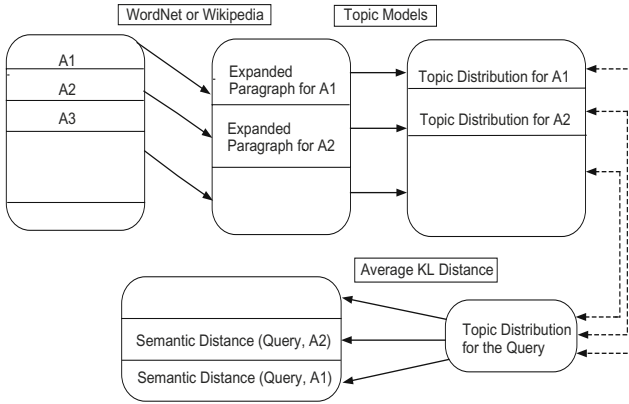 WordNet or Wikipedia
Topic Models
A1
A2
A3
Expanded
Paragraph for A1
Expanded
Paragraph for A2
Topic Distribution for A1
Topic Distribution for A2
Average KL Distance
Semantic Distance (Query, A2)
Semantic Distance (Query, A1)
Topic Distribution
for the Query